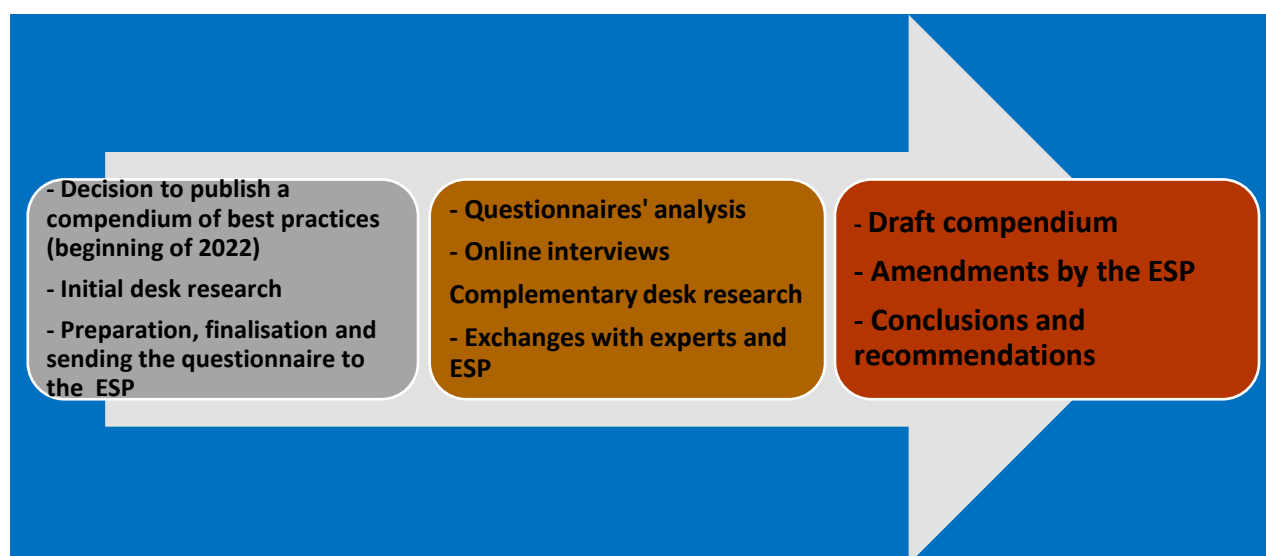 - Decision to publish a
compendium of best practices
(beginning of 2022)
- Initial desk research
- Preparation, finalisation and
sending the questionnaire to
the ESP
- Questionnaires' analysis
- Online interviews
Complementary desk research
- Exchanges with experts and
ESP
- Draft compendium
- Amendments by the ESP
- Conclusions and
recommendations